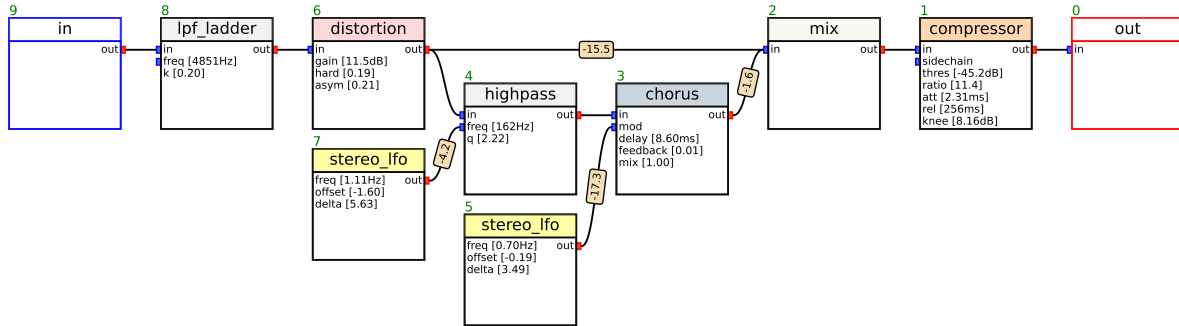 9
in
out
8
lpf_ladder
in out
freq [4851Hz]
k [0.20]
6
distortion
in out
gain [11.5dB]
hard [0.19]
asym [0.21]
-15.5
2
mix
in out
1
compressor
in out
sidechain
thres [-45.2dB]
ratio [11.4]
att [2.31ms]
rel [256ms]
knee [8.16dB]
0
out
in
4
highpass
in out
freq [162Hz]
q [2.22]
3
chorus
in out
mod
delay [8.60ms]
feedback [0.01]
mix [1.00]
-1.6
7
stereo_lfo
freq [1.11Hz] out
offset [-1.60]
delta [5.63]
-4.2
-17.3
5
stereo_lfo
freq [0.70Hz] out
offset [-0.19]
delta [3.49]